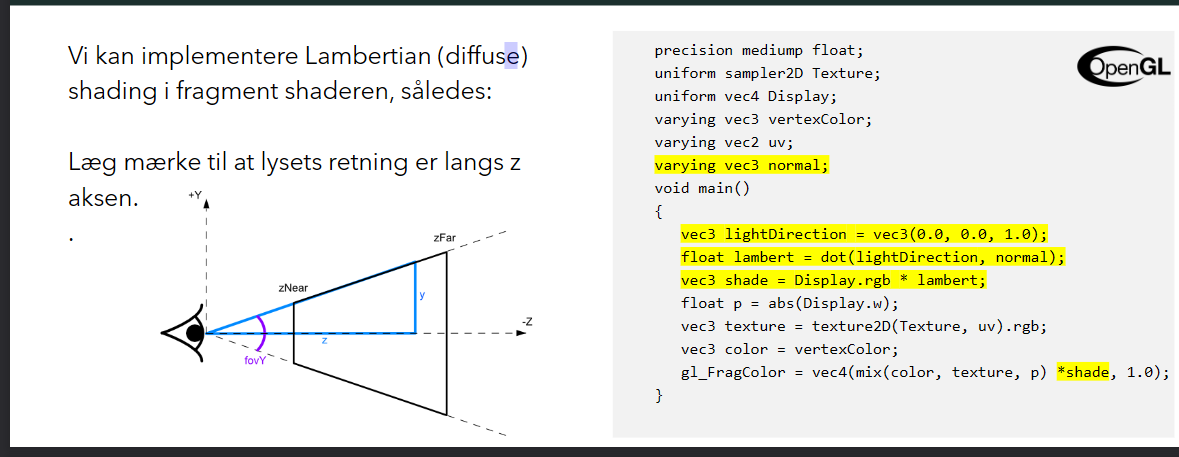 Vi kan implementere Lambertian (diffuse)
shading i fragment shaderen, således:
Læg mærke til at lysets retning er langs z
aksen.
.
+Y
zFar
zNear
y
-Z
z
fovY
precision mediump float;
uniform sampler2D Texture;
uniform vec4 Display;
varying vec3 vertexColor;
varying vec2 uv;
varying vec3 normal;
void main()
{
vec3 lightDirection = vec3(0.0, 0.0, 1.0);
float lambert = dot(lightDirection, normal);
vec3 shade = Display.rgb * lambert;
float p = abs(Display.w);
vec3 texture = texture2D(Texture, uv).rgb;
vec3 color = vertexColor;
gl_FragColor = vec4(mix(color, texture, p) *shade, 1.0);
}
OpenGL